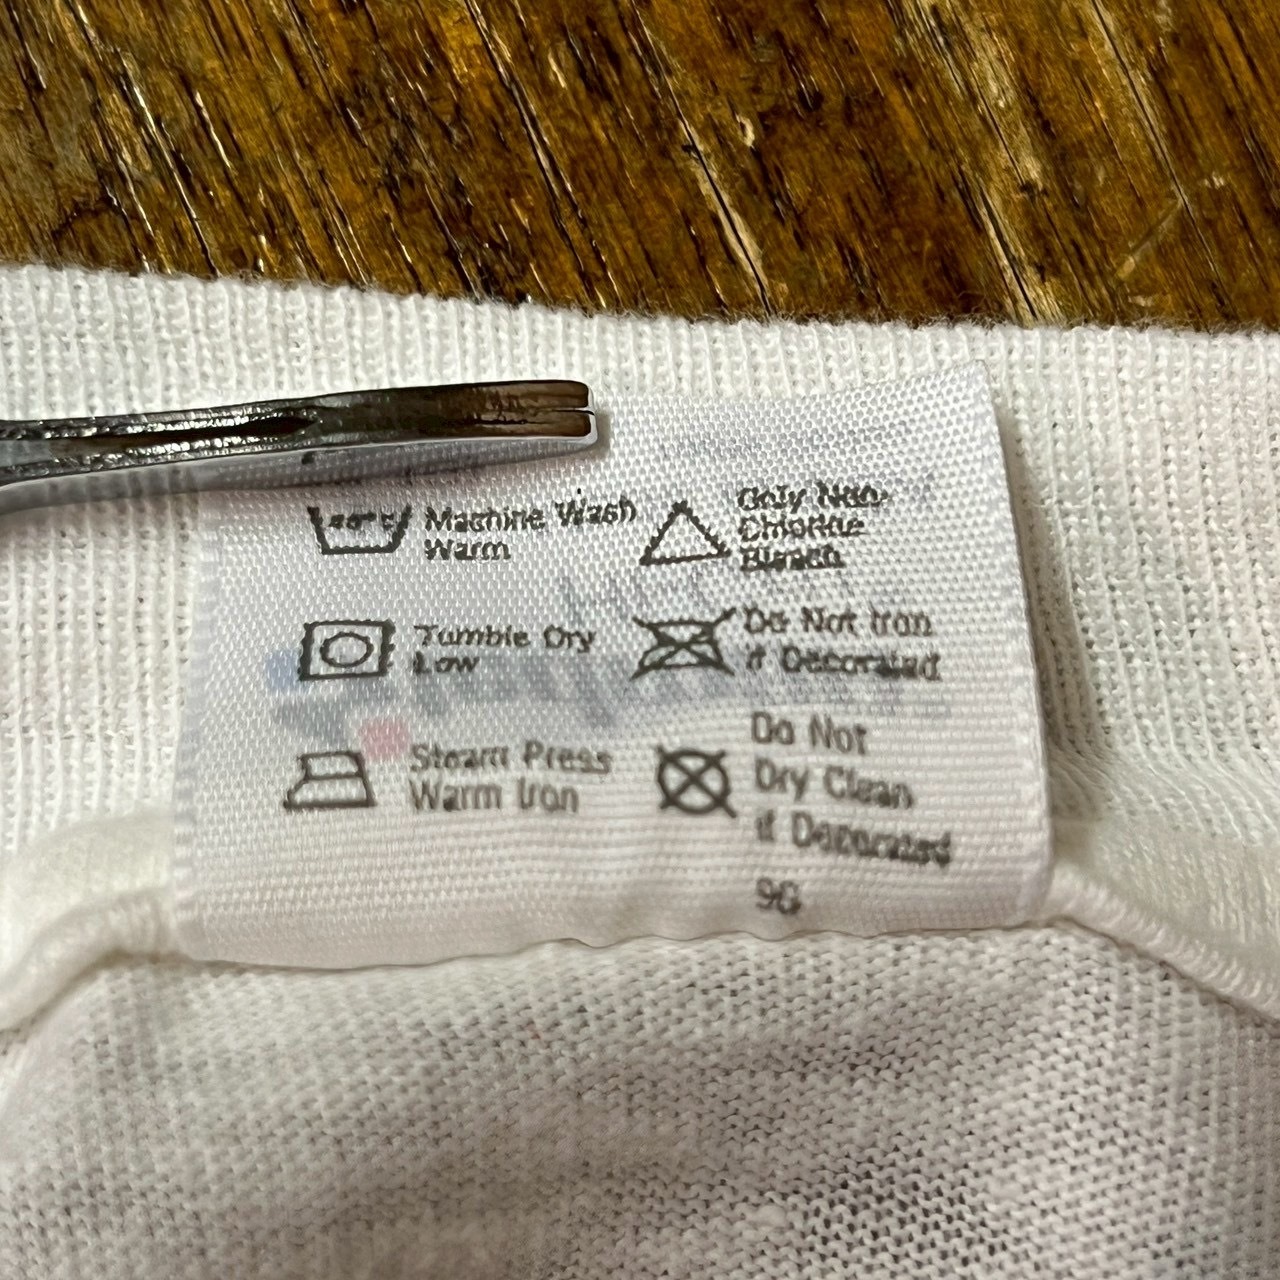 Machine Wash
Warm
Only Non-
Chlorine
Bleach
Tumble Dry
Low
Do Not Iron
if Decorated
Steam Press
Warm Iron
Do Not
Dry Clean
if Decorated